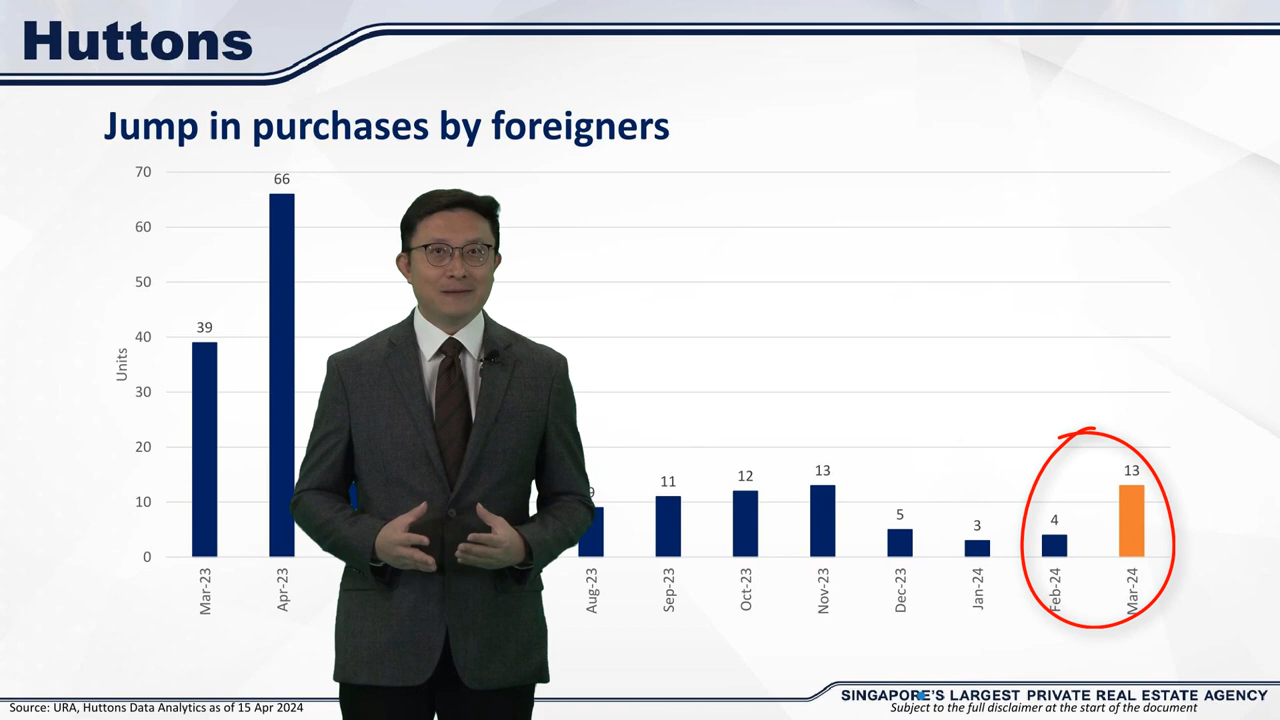 Huttons
Jump in purchases by foreigners
70
60
50
40
30
20
10
0
Units
39
66
9
11
12
13
5
3
4
13
Mar-23
Apr-23
Aug-23
Sep-23
Oct-23
Nov-23
Dec-23
Jan-24
Feb-24
Mar-24
SINGAPORE'S LARGEST PRIVATE REAL ESTATE AGENCY
Source: URA, Huttons Data Analytics as of 15 Apr 2024
Subject to the full disclaimer at the start of the document